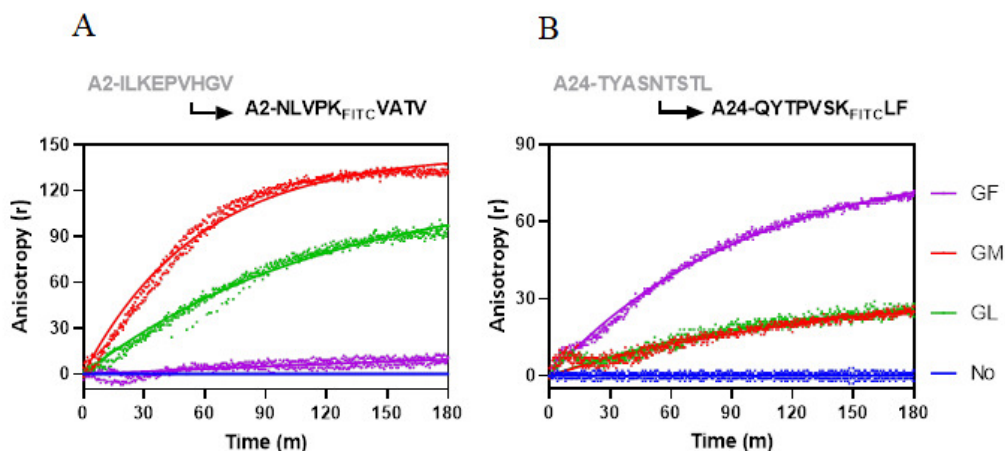 A
B
A2-ILKEPVHGV
A24-TYASNTSTL
A2-NLVPKFITCVATV
A24-QYTPVSKFITCLF
150
120
90
60
30
0
Anisotropy (r)
0 30 60 90 120 150 180
Time (m)
90
60
30
0
Anisotropy (r)
0 30 60 90 120 150 180
Time (m)
GF
GM
GL
No